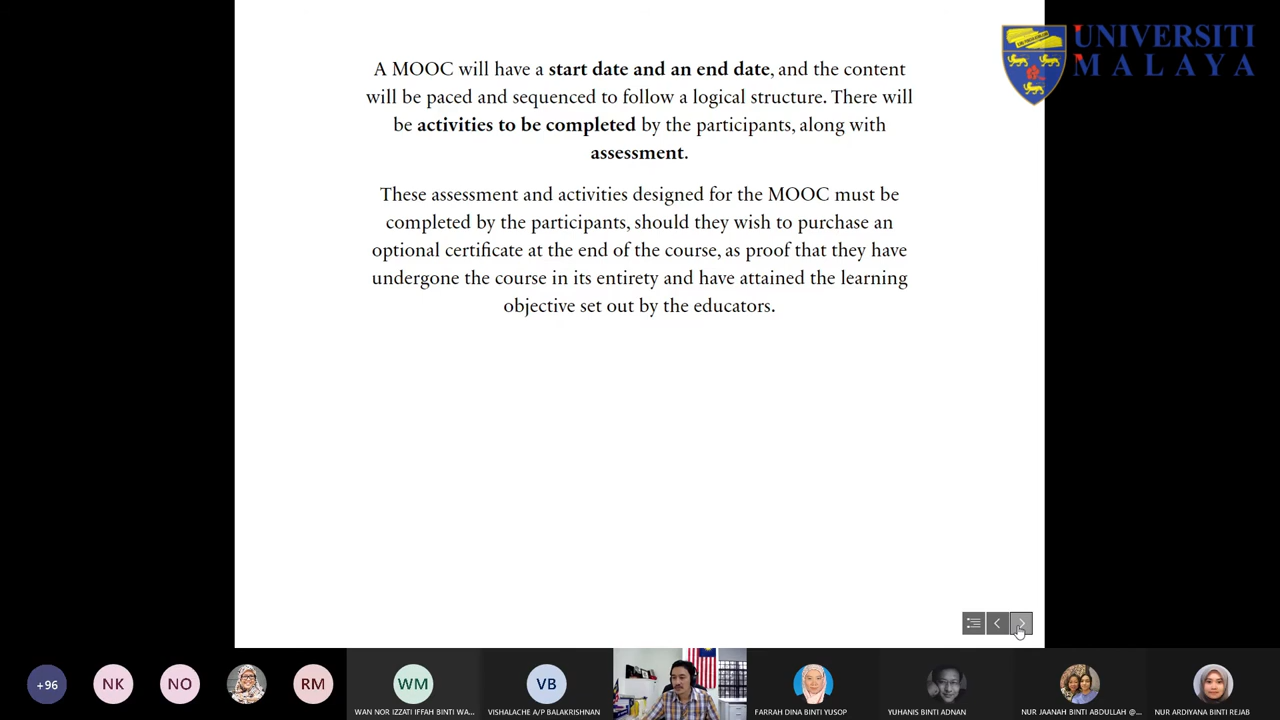 UNIVERSITI
MALAYA
A MOOC will have a start date and an end date, and the content
will be paced and sequenced to follow a logical structure. There will
be activities to be completed by the participants, along with
assessment.
These assessment and activities designed for the MOOC must be
completed by the participants, should they wish to purchase an
optional certificate at the end of the course, as proof that they have
undergone the course in its entirety and have attained the learning
objective set out by the educators.
+96
NK
NO
RM
WM
VB
WAN NOR IZZATI IFFAH BINTI WA...
VISHALACHE A/P BALAKRISHNAN
FARRAH DINA BINTI YUSOP
YUHANIS BINTI ADNAN
NUR JAANAH BINTI ABDULLAH @...
NUR ARDIYANA BINTI REJAB